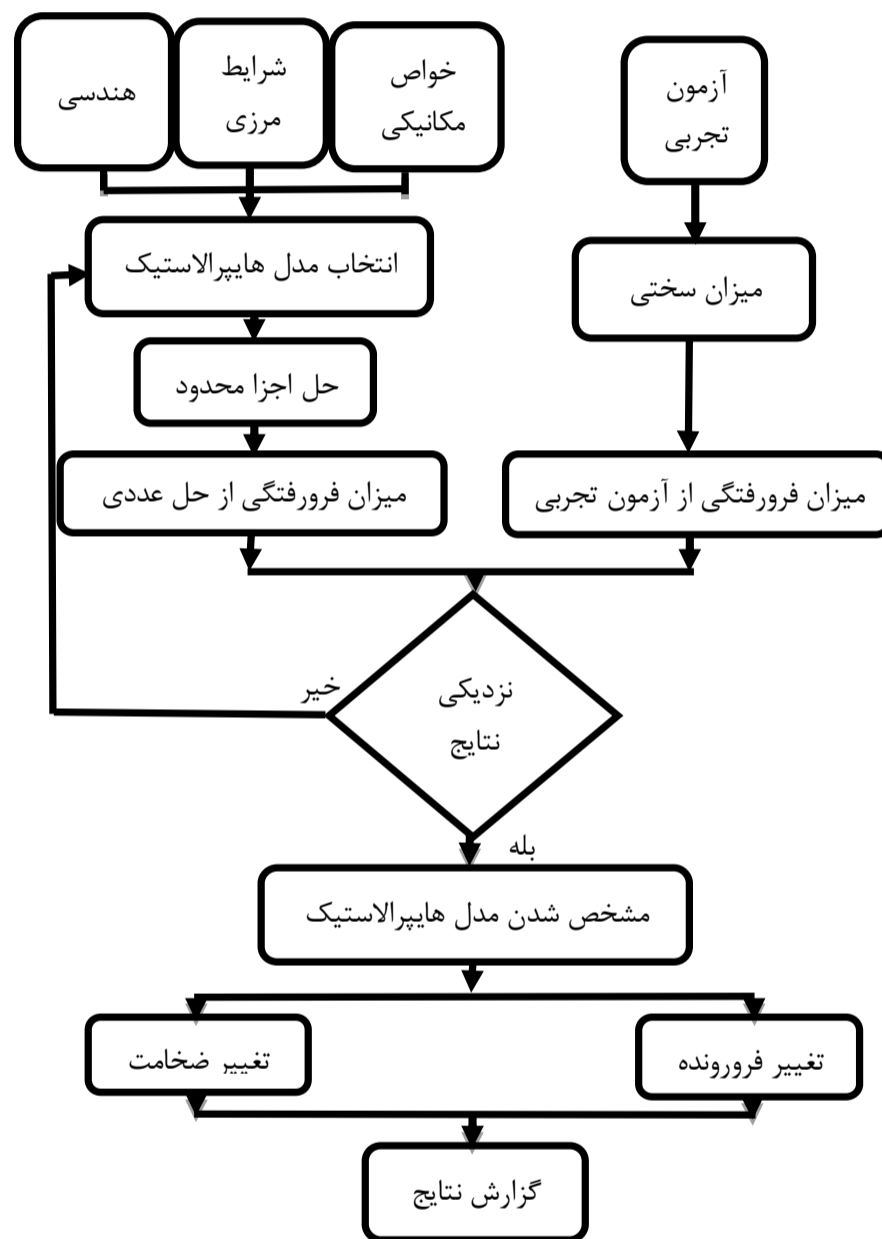 هندسی
شرایط
مرزی
خواص
مکانیکی
آزمون
تجربی
انتخاب مدل هایپرالاستیک
میزان سختی
حل اجزا محدود
میزان فرورفتگی از حل عددی
میزان فرورفتگی از آزمون تجربی
نزدیکی
نتایج
خیر
بله
مشخص شدن مدل هایپرالاستیک
تغییر ضخامت
تغییر فرورونده
گزارش نتایج